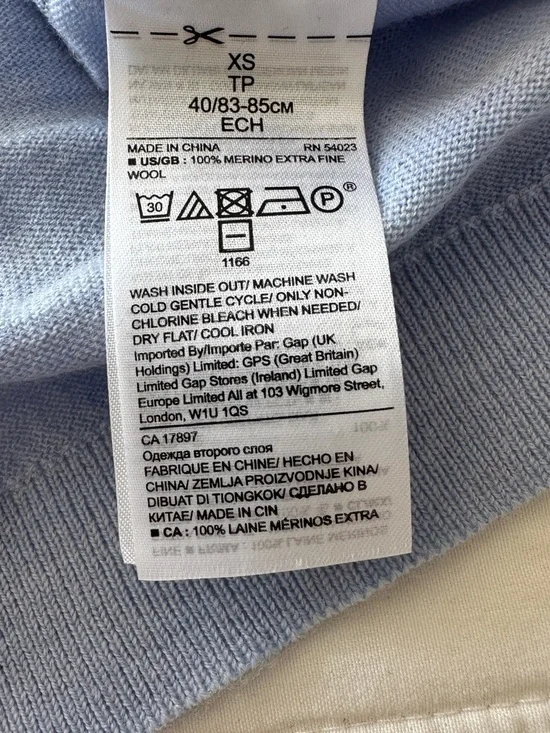 XS
TP
40/83-85CM
ECH
MADE IN CHINA RN 54023
■ US/GB : 100% MERINO EXTRA FINE
WOOL
30 P ®
1166
WASH INSIDE OUT/ MACHINE WASH
COLD GENTLE CYCLE/ ONLY NON-
CHLORINE BLEACH WHEN NEEDED/
DRY FLAT/ COOL IRON
Imported By/Importe Par: Gap (UK
Holdings) Limited: GPS (Great Britain)
Limited Gap Stores (Ireland) Limited Gap
Europe Limited All at 103 Wigmore Street,
London, W1U 1QS
CA 17897
Одежда второго слоя
FABRIQUE EN CHINE/ HECHO EN
CHINA/ ZEMLJA PROIZVODNJE KINA/
DIBUAT DI TIONGKOK/ СДЕЛАНО В
КИТАЕ/ MADE IN CIN
■ CA : 100% LAINE MÉRINOS EXTRA